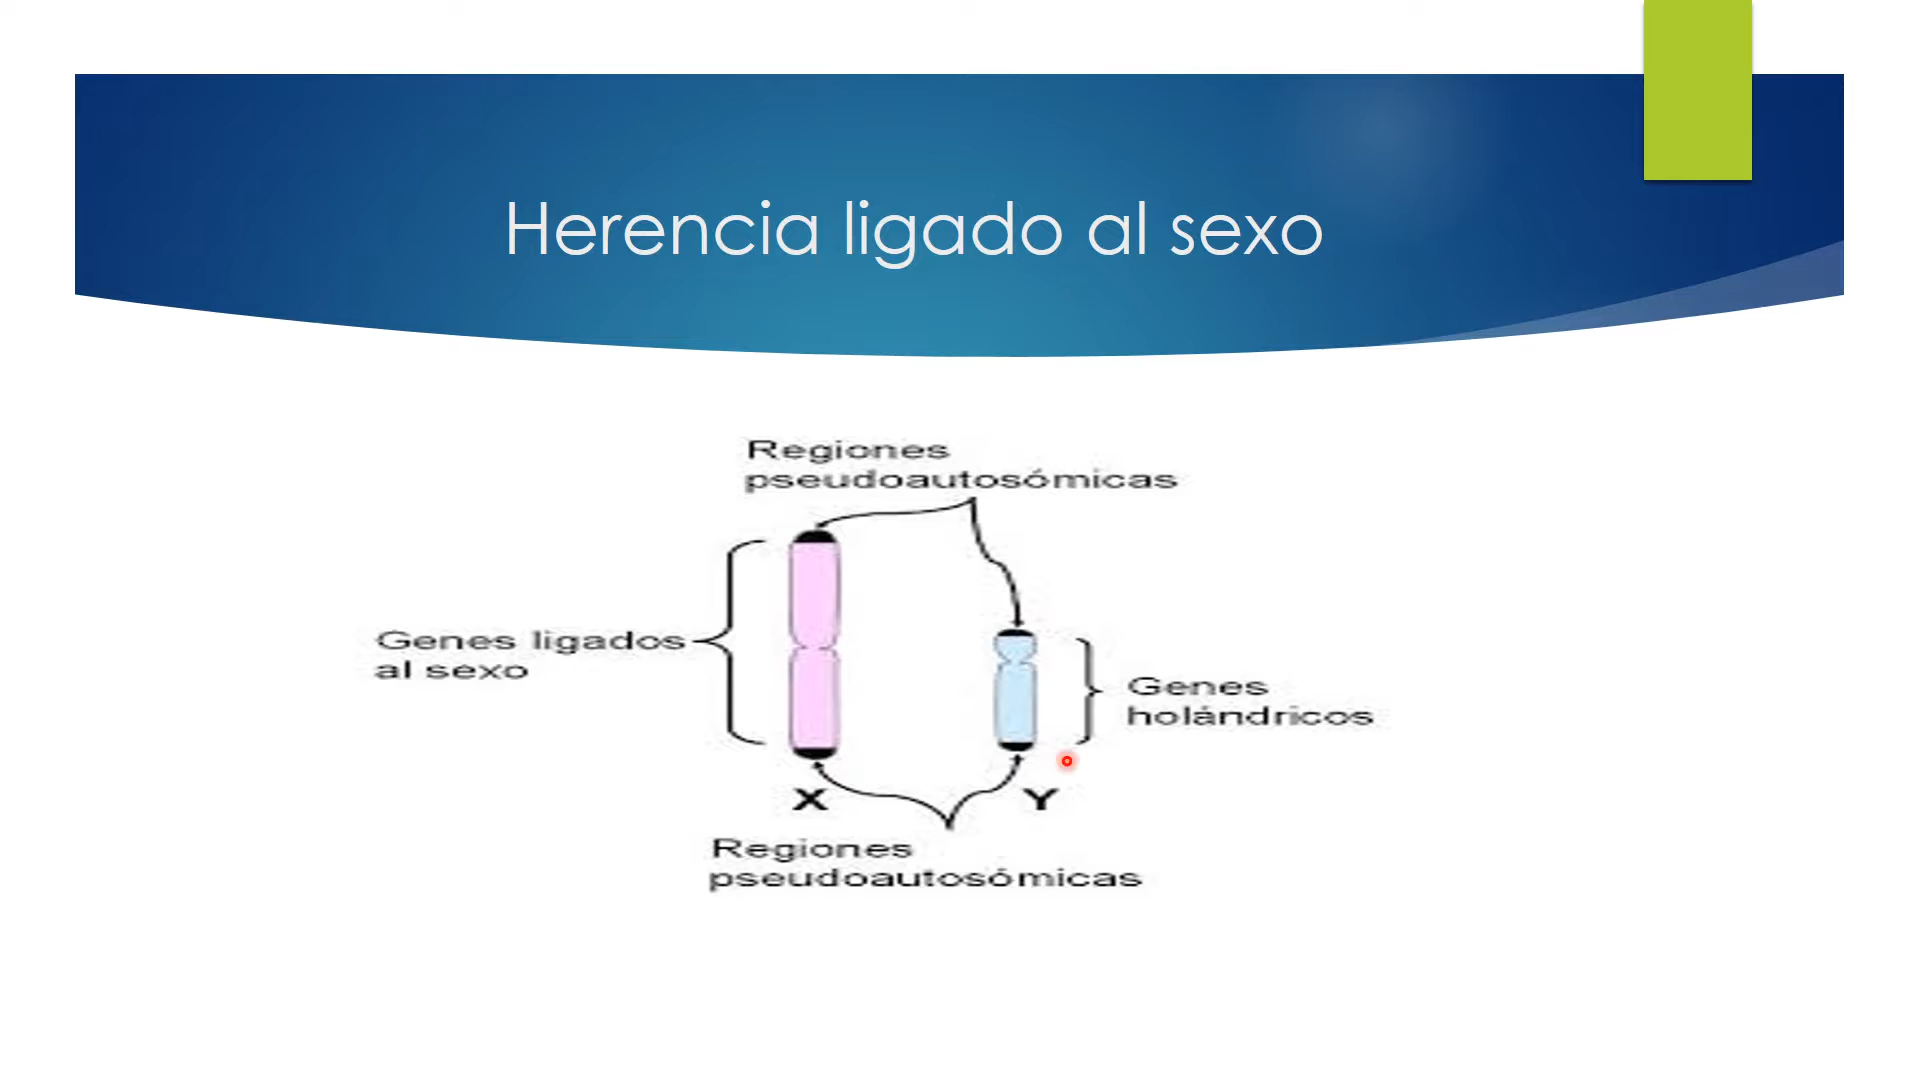 Herencia ligado al sexo
Regiones
pseudoautosómicas
Genes ligados
al sexo
Genes
holándricos
X
Y
Regiones
pseudoautosómicas